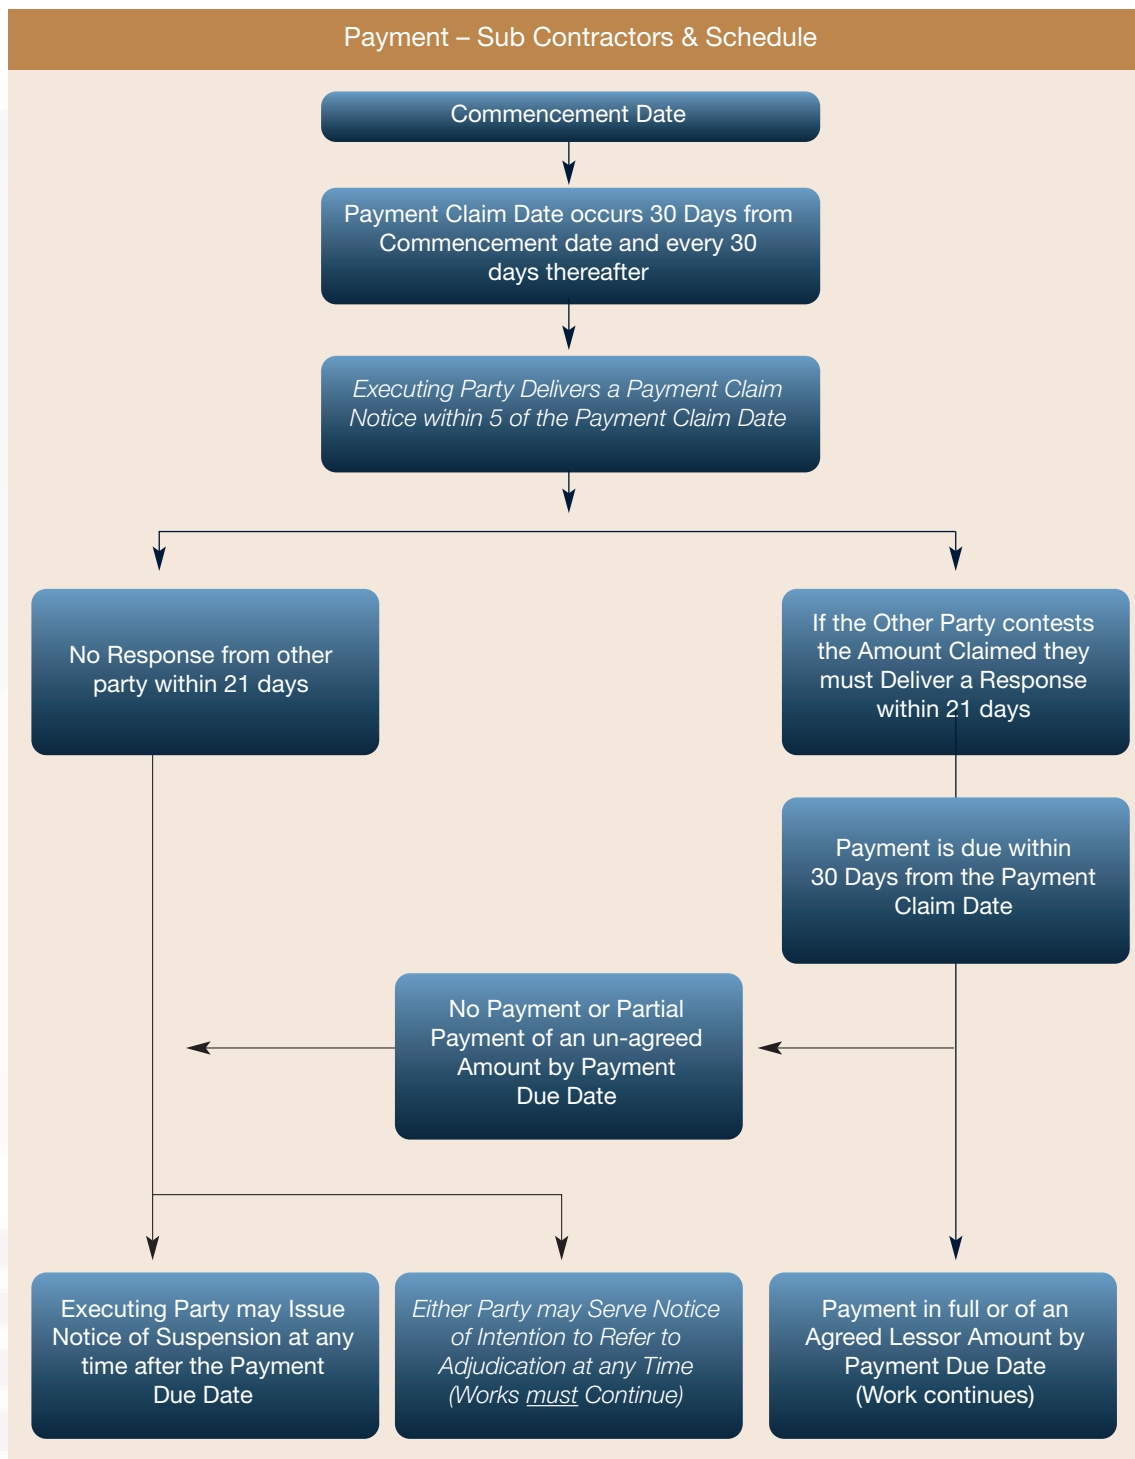 Payment – Sub Contractors & Schedule
Commencement Date
Payment Claim Date occurs 30 Days from
Commencement date and every 30
days thereafter
Executing Party Delivers a Payment Claim
Notice within 5 of the Payment Claim Date
No Response from other
party within 21 days
If the Other Party contests
the Amount Claimed they
must Deliver a Response
within 21 days
Payment is due within
30 Days from the Payment
Claim Date
No Payment or Partial
Payment of an un-agreed
Amount by Payment
Due Date
Executing Party may Issue
Notice of Suspension at any
time after the Payment
Due Date
Either Party may Serve Notice
of Intention to Refer to
Adjudication at any Time
(Works must Continue)
Payment in full or of an
Agreed Lessor Amount by
Payment Due Date
(Work continues)